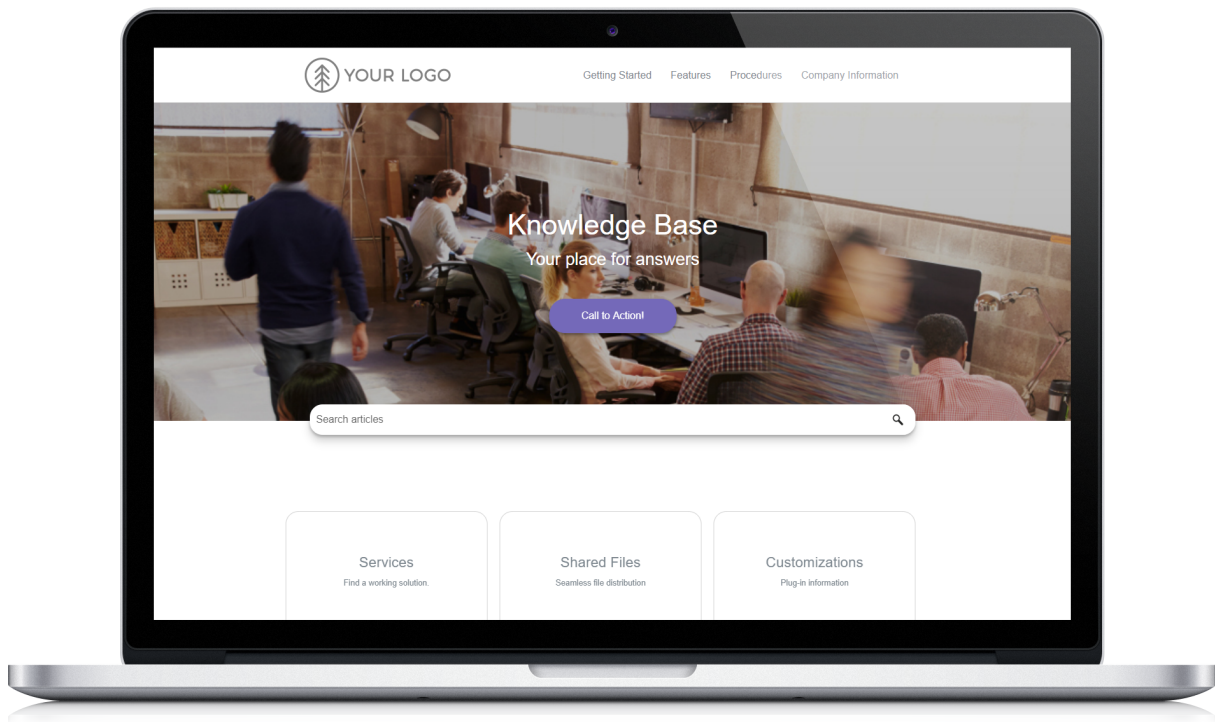 YOUR LOGO
Getting Started Features Procedures Company Information
Knowledge Base
Your place for answers
Call to Action!
Search articles
Services
Find a working solution.
Shared Files
Seamless file distribution
Customizations
Plug-in information